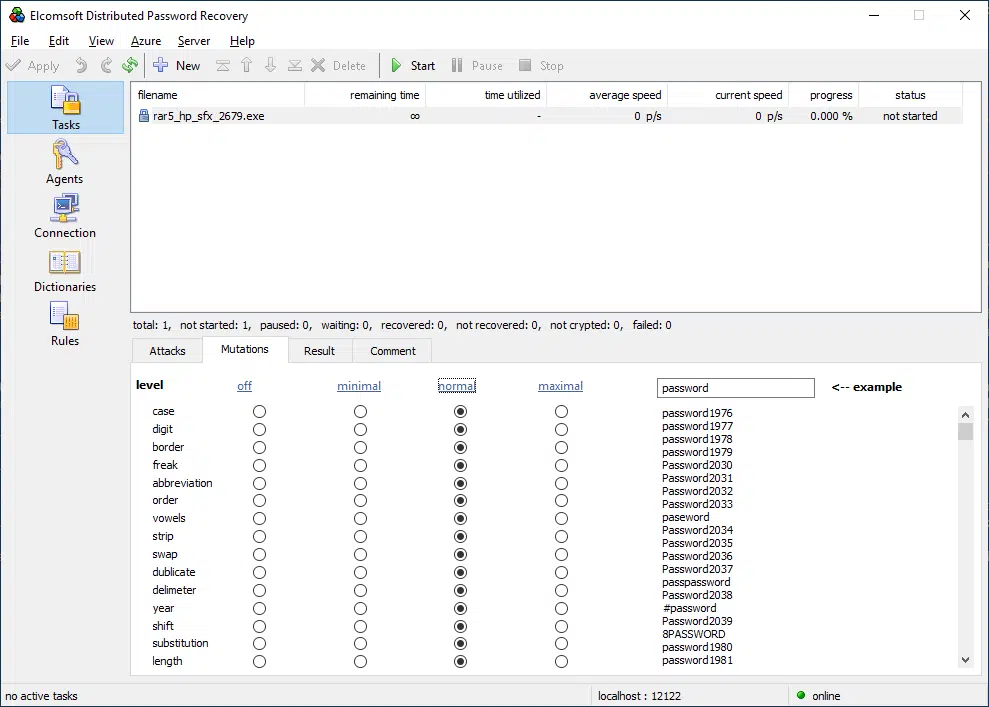 Elcomsoft Distributed Password Recovery
File Edit View Azure Server Help
Apply New Delete Start Pause Stop
Tasks
Agents
Connection
Dictionaries
Rules
filename remaining time time utilized average speed current speed progress status
rar5_hp_sfx_2679.exe ∞ - 0 p/s 0 p/s 0.000 % not started
total: 1, not started: 1, paused: 0, waiting: 0, recovered: 0, not recovered: 0, not crypted: 0, failed: 0
Attacks Mutations Result Comment
level off minimal normal maximal password <-- example
case
digit
border
freak
abbreviation
order
vowels
strip
swap
dublicate
delimeter
year
shift
substitution
length
password1976
password1977
password1978
password1979
Password2030
Password2031
Password2032
Password2033
paseword
Password2034
Password2035
Password2036
Password2037
passpassword
Password2038
#password
Password2039
8PASSWORD
password1980
password1981
no active tasks localhost : 12122 online